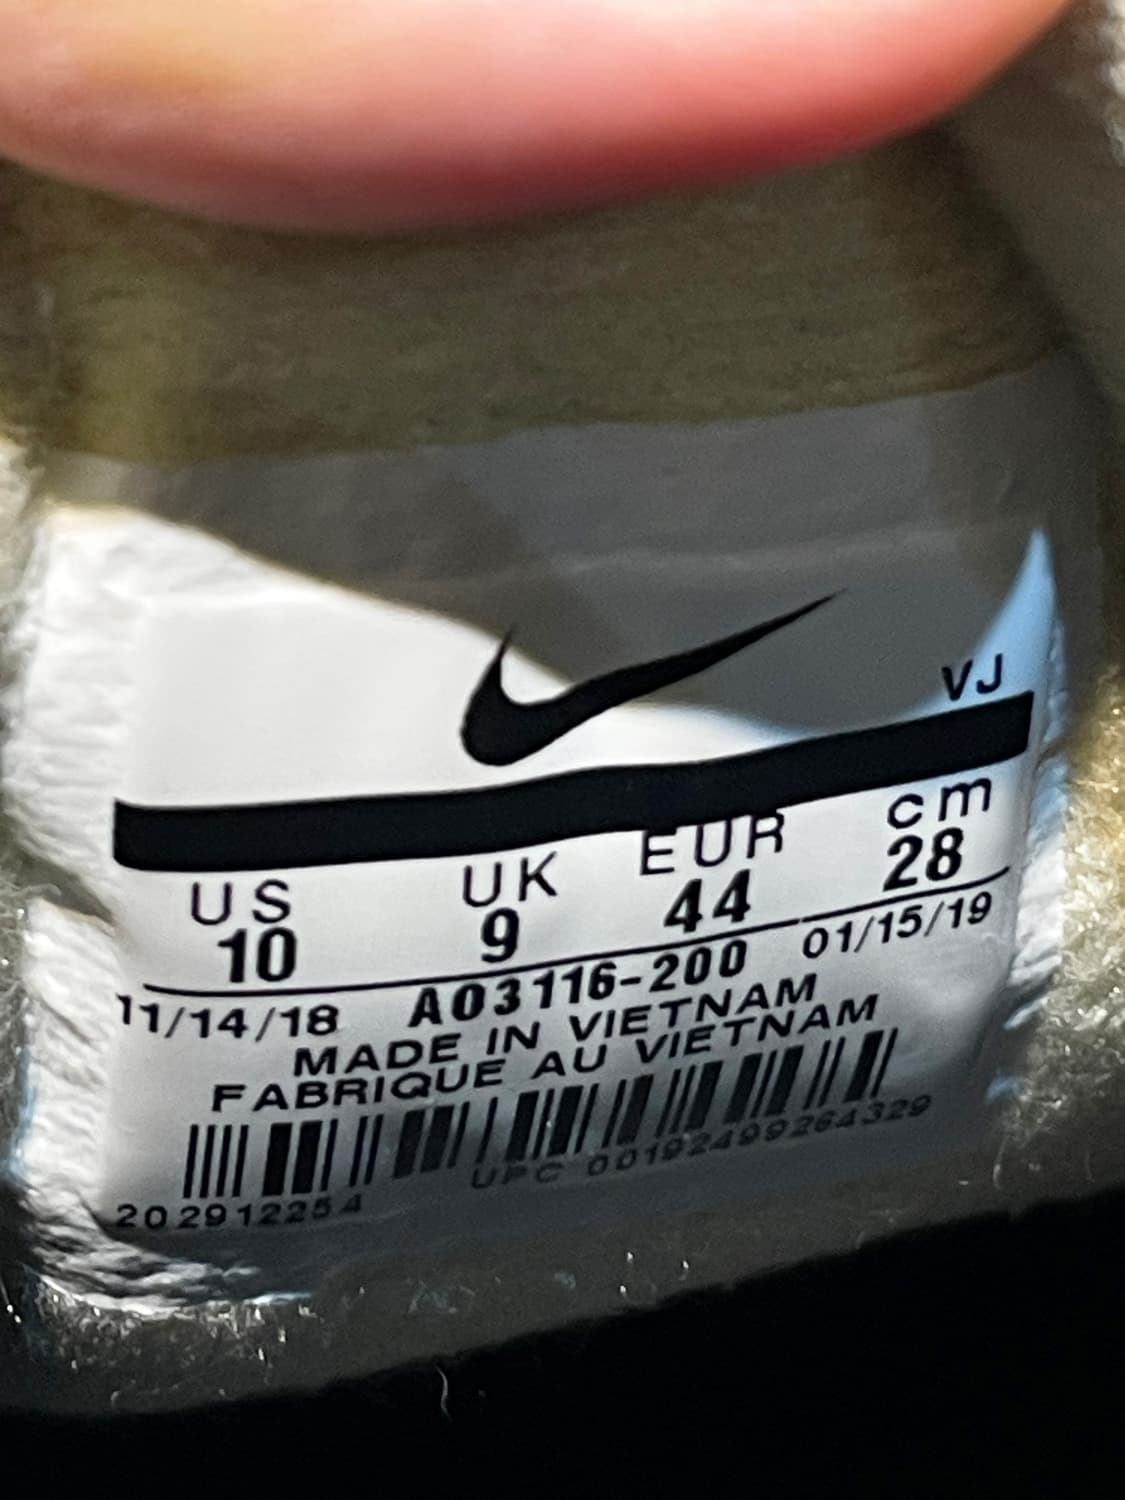 VJ
US UK EUR cm
10 9 44 28
11/14/18 AO3116-200 01/15/19
MADE IN VIETNAM
FABRIQUE AU VIETNAM
202912254 UPC 00192499264329